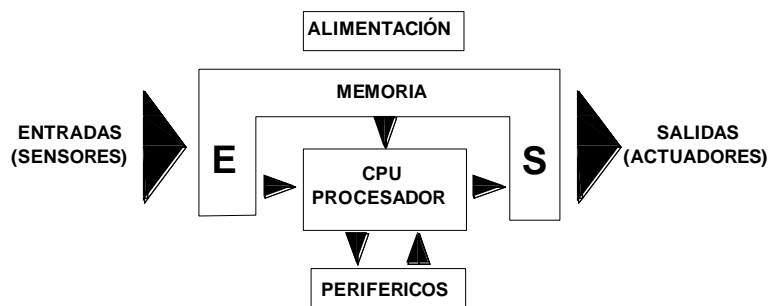 ALIMENTACIÓN
MEMORIA
ENTRADAS
(SENSORES)
E
CPU
PROCESADOR
S
SALIDAS
(ACTUADORES)
PERIFERICOS